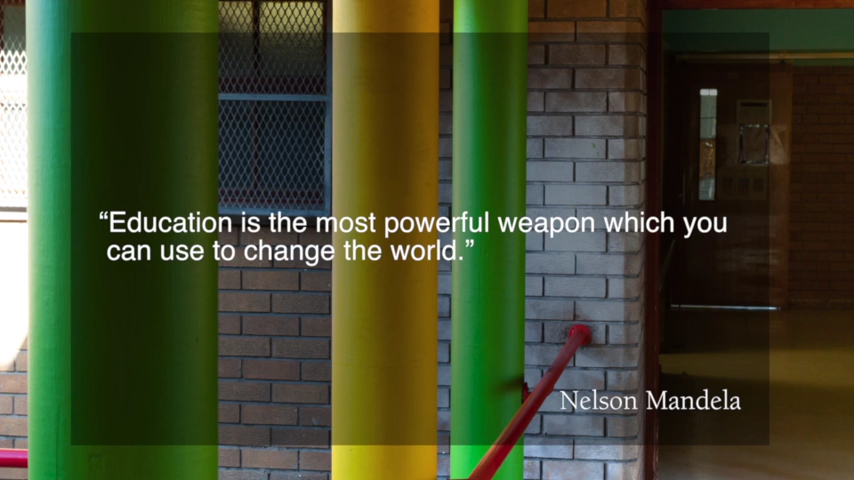 “Education is the most powerful weapon which you
can use to change the world.”
Nelson Mandela